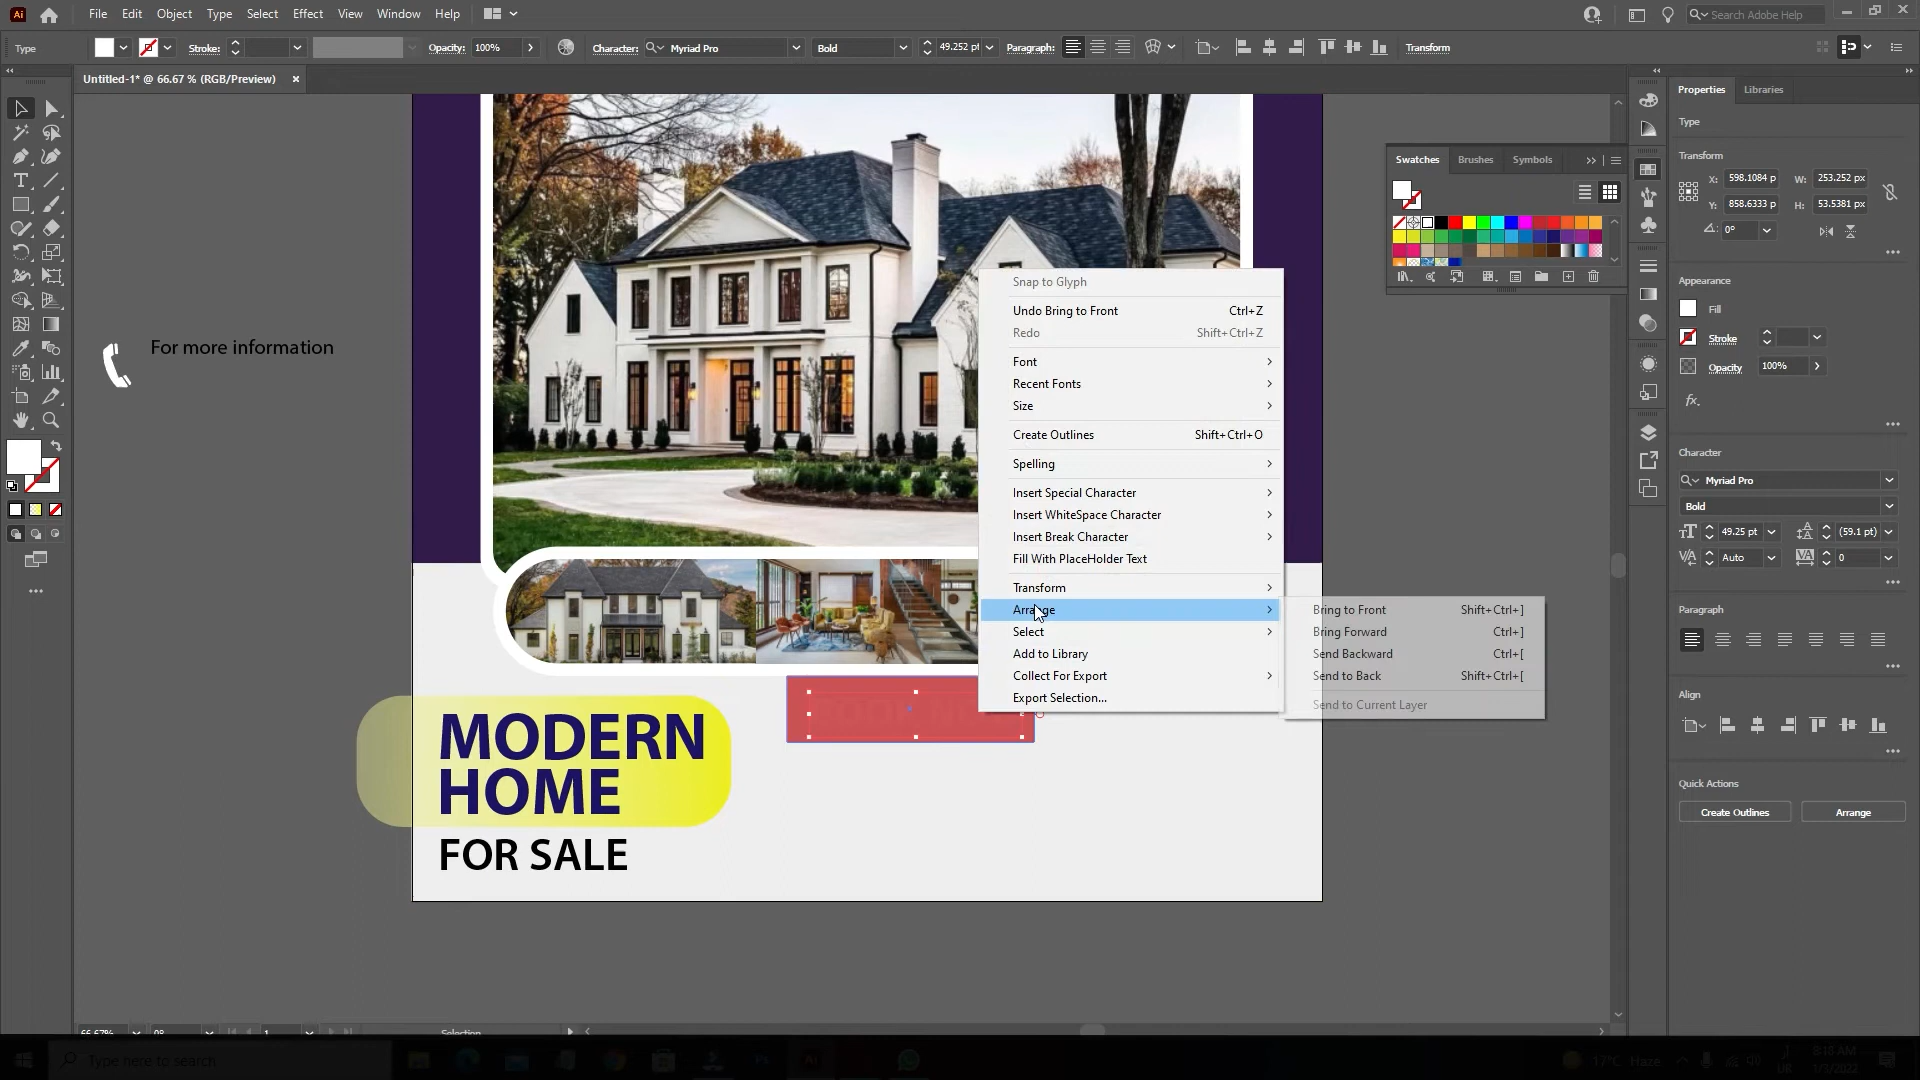 File Edit Object Type Select Effect View Window Help
Search Adobe Help
Type
Stroke:
Opacity: 100%
Character: Myriad Pro
Bold
49.252 pt
Paragraph:
Transform
Untitled-1* @ 66.67 % (RGB/Preview)
For more information
MODERN
HOME
FOR SALE
Snap to Glyph
Undo Bring to Front Ctrl+Z
Redo Shift+Ctrl+Z
Font
Recent Fonts
Size
Create Outlines Shift+Ctrl+O
Spelling
Insert Special Character
Insert WhiteSpace Character
Insert Break Character
Fill With PlaceHolder Text
Transform
Arrange
Select
Add to Library
Collect For Export
Export Selection...
Bring to Front Shift+Ctrl+]
Bring Forward Ctrl+]
Send Backward Ctrl+[
Send to Back Shift+Ctrl+[
Send to Current Layer
Swatches Brushes Symbols
Properties Libraries
Type
Transform
X: 598.1084 p W: 253.252 px
Y: 858.6333 p H: 53.5381 px
0°
Appearance
Fill
Stroke
Opacity 100%
fx.
Character
Myriad Pro
Bold
49.25 pt (59.1 pt)
Auto 0
Paragraph
Align
Quick Actions
Create Outlines Arrange
66.67% 0° 1 Selection
Type here to search
17°C Haze
8:10 AM